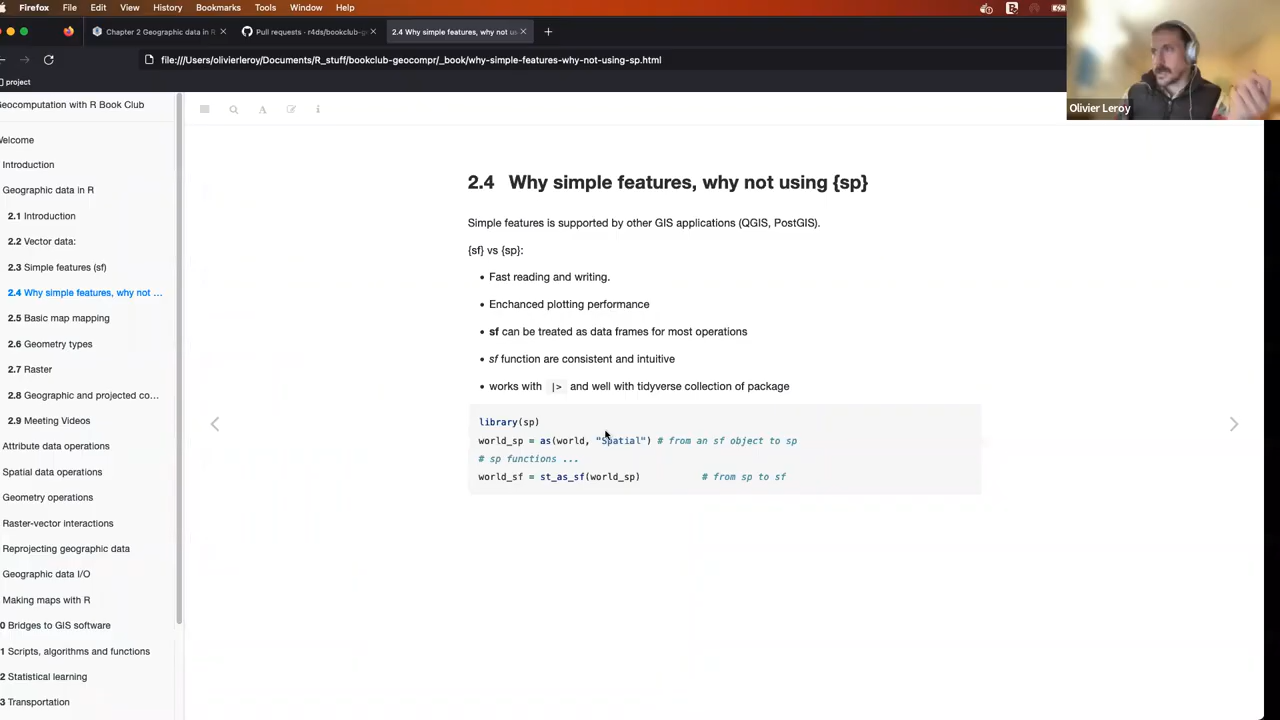 Firefox File Edit View History Bookmarks Tools Window Help
Chapter 2 Geographic data in R
Pull requests · r4ds/bookclub-ge
2.4 Why simple features, why not u
file:///Users/olivierleroy/Documents/R_stuff/bookclub-geocompr/_book/why-simple-features-why-not-using-sp.html
project
Olivier Leroy
Geocomputation with R Book Club
Welcome
Introduction
Geographic data in R
2.1 Introduction
2.2 Vector data:
2.3 Simple features (sf)
2.4 Why simple features, why not …
2.5 Basic map mapping
2.6 Geometry types
2.7 Raster
2.8 Geographic and projected co…
2.9 Meeting Videos
Attribute data operations
Spatial data operations
Geometry operations
Raster-vector interactions
Reprojecting geographic data
Geographic data I/O
Making maps with R
0 Bridges to GIS software
1 Scripts, algorithms and functions
2 Statistical learning
3 Transportation
2.4 Why simple features, why not using {sp}
Simple features is supported by other GIS applications (QGIS, PostGIS).
{sf} vs {sp}:
• Fast reading and writing.
• Enchanced plotting performance
• sf can be treated as data frames for most operations
• sf function are consistent and intuitive
• works with |> and well with tidyverse collection of package
library(sp)
world_sp = as(world, "Spatial") # from an sf object to sp
# sp functions ...
world_sf = st_as_sf(world_sp) # from sp to sf